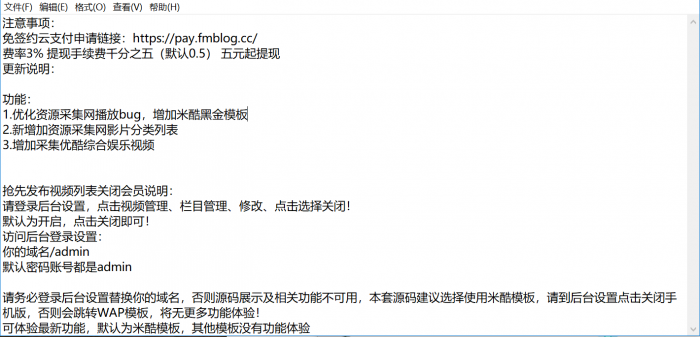 文件(F) 编辑(E) 格式(O) 查看(V) 帮助(H)
注意事项：
免签约云支付申请链接：https://pay.fmblog.cc/
费率3% 提现手续费千分之五（默认0.5） 五元起提现
更新说明：
功能：
1.优化资源采集网播放bug，增加米酷黑金模板
2.新增加资源采集网影片分类列表
3.增加采集优酷综合娱乐视频
抢先发布视频列表关闭会员说明：
请登录后台设置，点击视频管理、栏目管理、修改、点击选择关闭！
默认为开启，点击关闭即可！
访问后台登录设置：
你的域名/admin
默认密码账号都是admin
请务必登录后台设置替换你的域名，否则源码展示及相关功能不可用，本套源码建议选择使用米酷模板，请到后台设置点击关闭手
机版，否则会跳转WAP模板，将无更多功能体验！
可体验最新功能，默认为米酷模板，其他模板没有功能体验